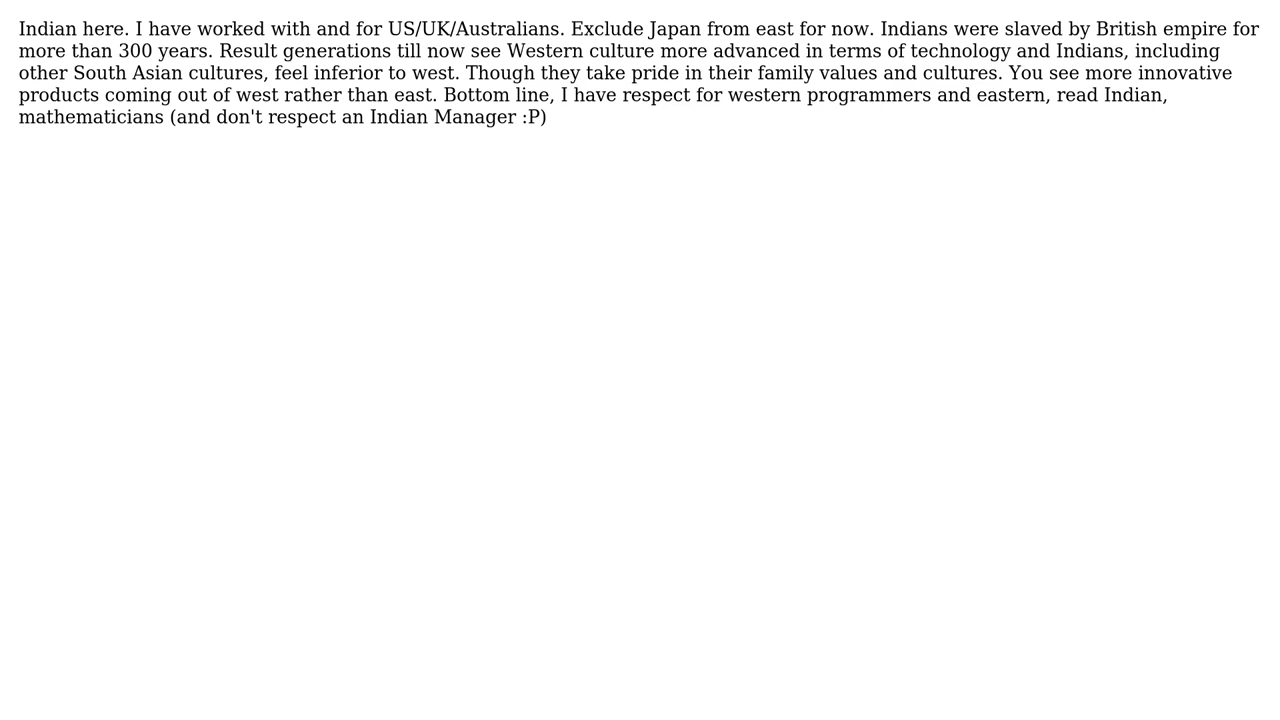 Indian here. I have worked with and for US/UK/Australians. Exclude Japan from east for now. Indians were slaved by British empire for
more than 300 years. Result generations till now see Western culture more advanced in terms of technology and Indians, including
other South Asian cultures, feel inferior to west. Though they take pride in their family values and cultures. You see more innovative
products coming out of west rather than east. Bottom line, I have respect for western programmers and eastern, read Indian,
mathematicians (and don't respect an Indian Manager :P)